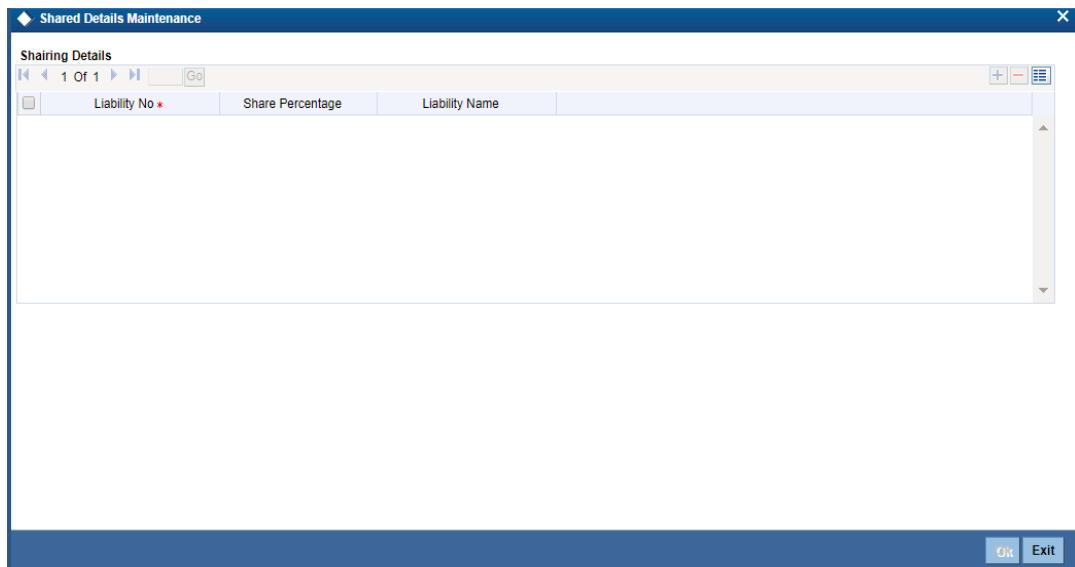 Shared Details Maintenance
Shairing Details
1 Of 1 Go
Liability No * Share Percentage Liability Name
Ok Exit